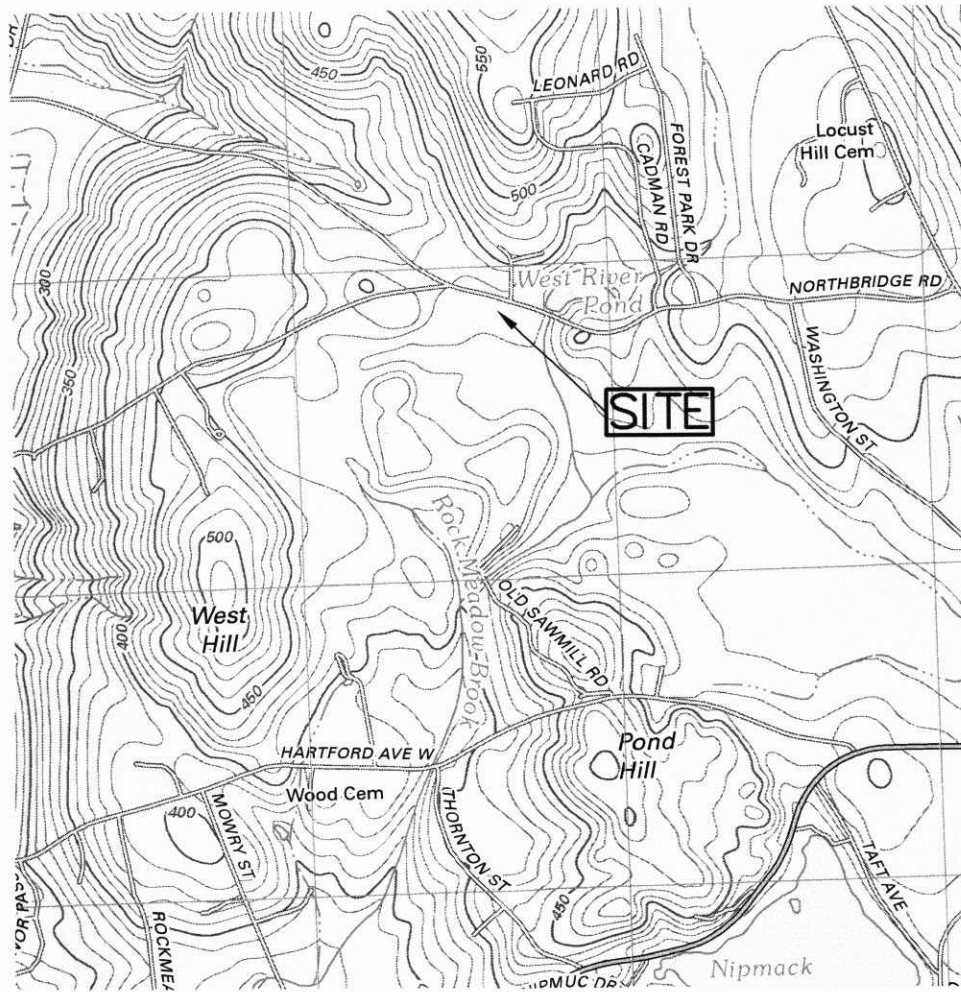 450
550
LEONARD RD
FOREST PARK DR
CADMAN RD
Locust
Hill Cem
500
300
West River
Pond
NORTHBRIDGE RD
WASHINGTON ST
SITE
350
Rock Meadow Brook
500
West
Hill
OLD SAWMILL RD
400
450
HARTFORD AVE W
Pond
Hill
Wood Cem
400
MOWRY ST
THORNTON ST
TAFT AVE
450
ROCKMEA
Nipmack